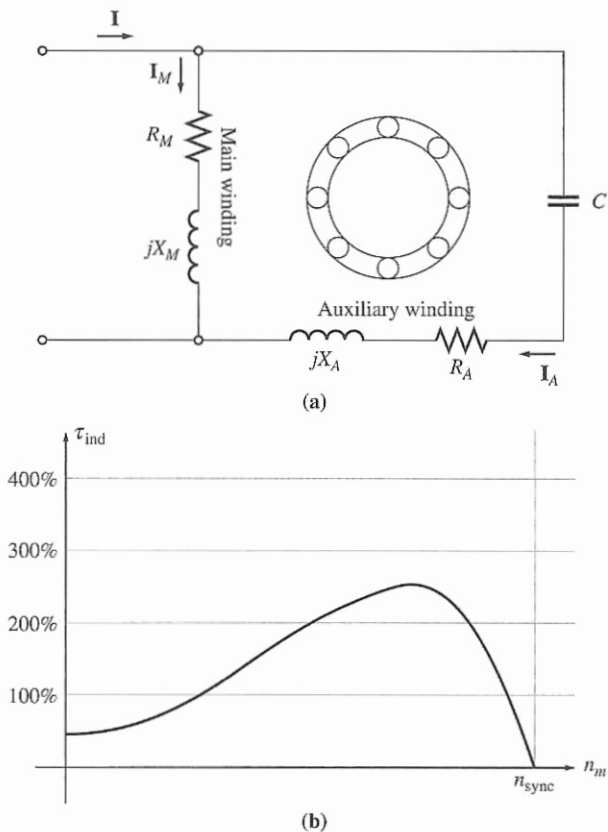 I
I_M
R_M
Main winding
jX_M
C
Auxiliary winding
jX_A
R_A
I_A
(a)
τ_ind
400%
300%
200%
100%
n_sync
n_m
(b)